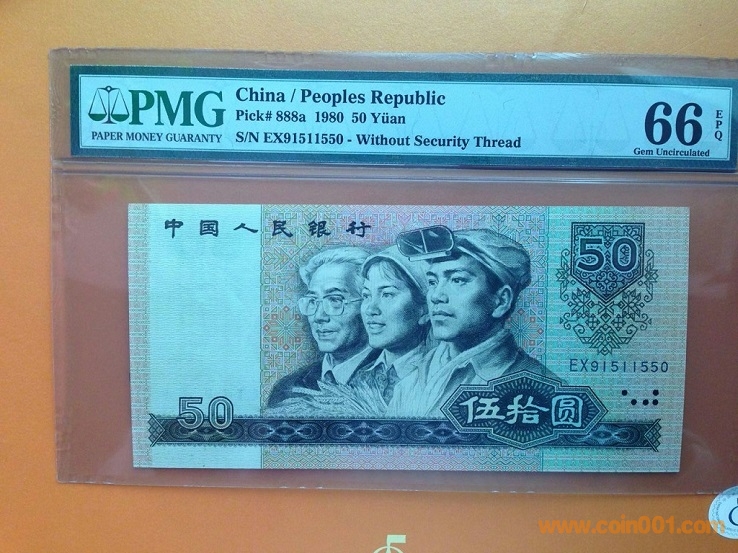 PMG
PAPER MONEY GUARANTY
China / Peoples Republic
Pick# 888a 1980 50 Yüan
S/N EX91511550 - Without Security Thread
66
EPQ
Gem Uncirculated
中国人民银行
50
EX91511550
50
伍拾圆
www.coin001.com